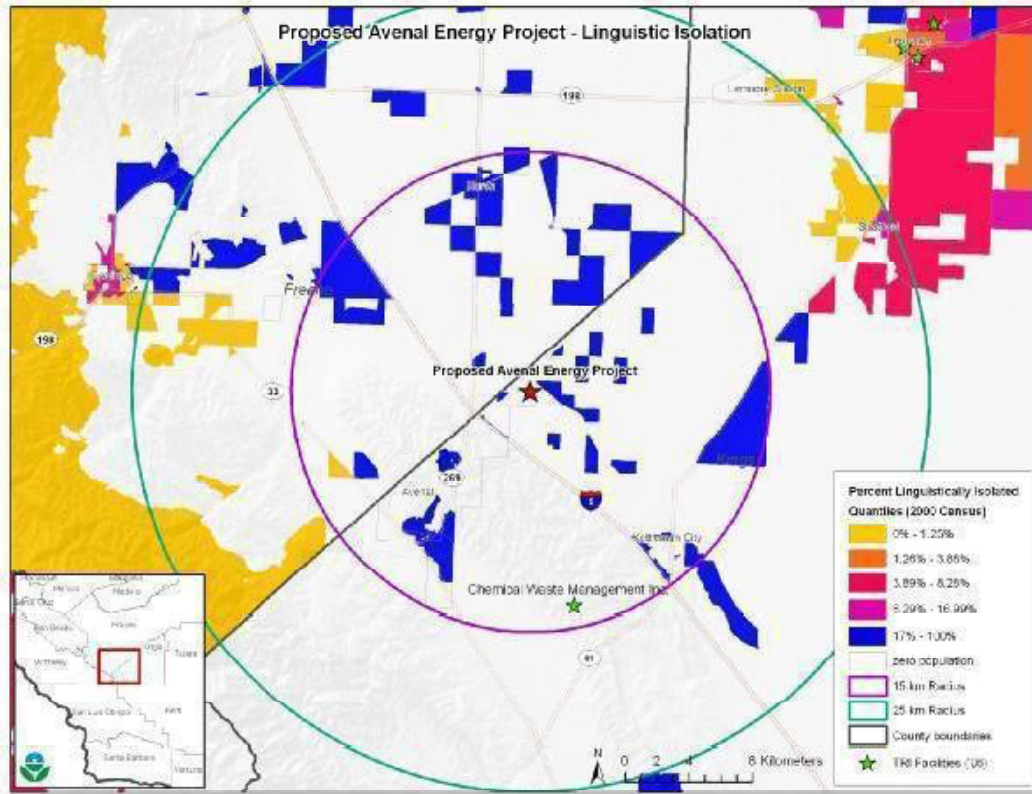 Proposed Avenal Energy Project - Linguistic Isolation
198
Lemoore Station
Huron
Fresno
198
33
Proposed Avenal Energy Project
Kings
269
Avenal
5
Kettleman City
Chemical Waste Management Inc.
41
Percent Linguistically Isolated
Quantiles (2000 Census)
0% - 1.25%
1.26% - 3.88%
3.89% - 8.28%
8.29% - 16.99%
17% - 100%
zero population
15 km Radius
25 km Radius
County boundaries
TRI Facilities ('06)
N
0 2 4 8 Kilometers
Merced
Madera
Fresno
San Benito
Kings
Tulare
Monterey
San Luis Obispo
Kern
Santa Barbara
Ventura